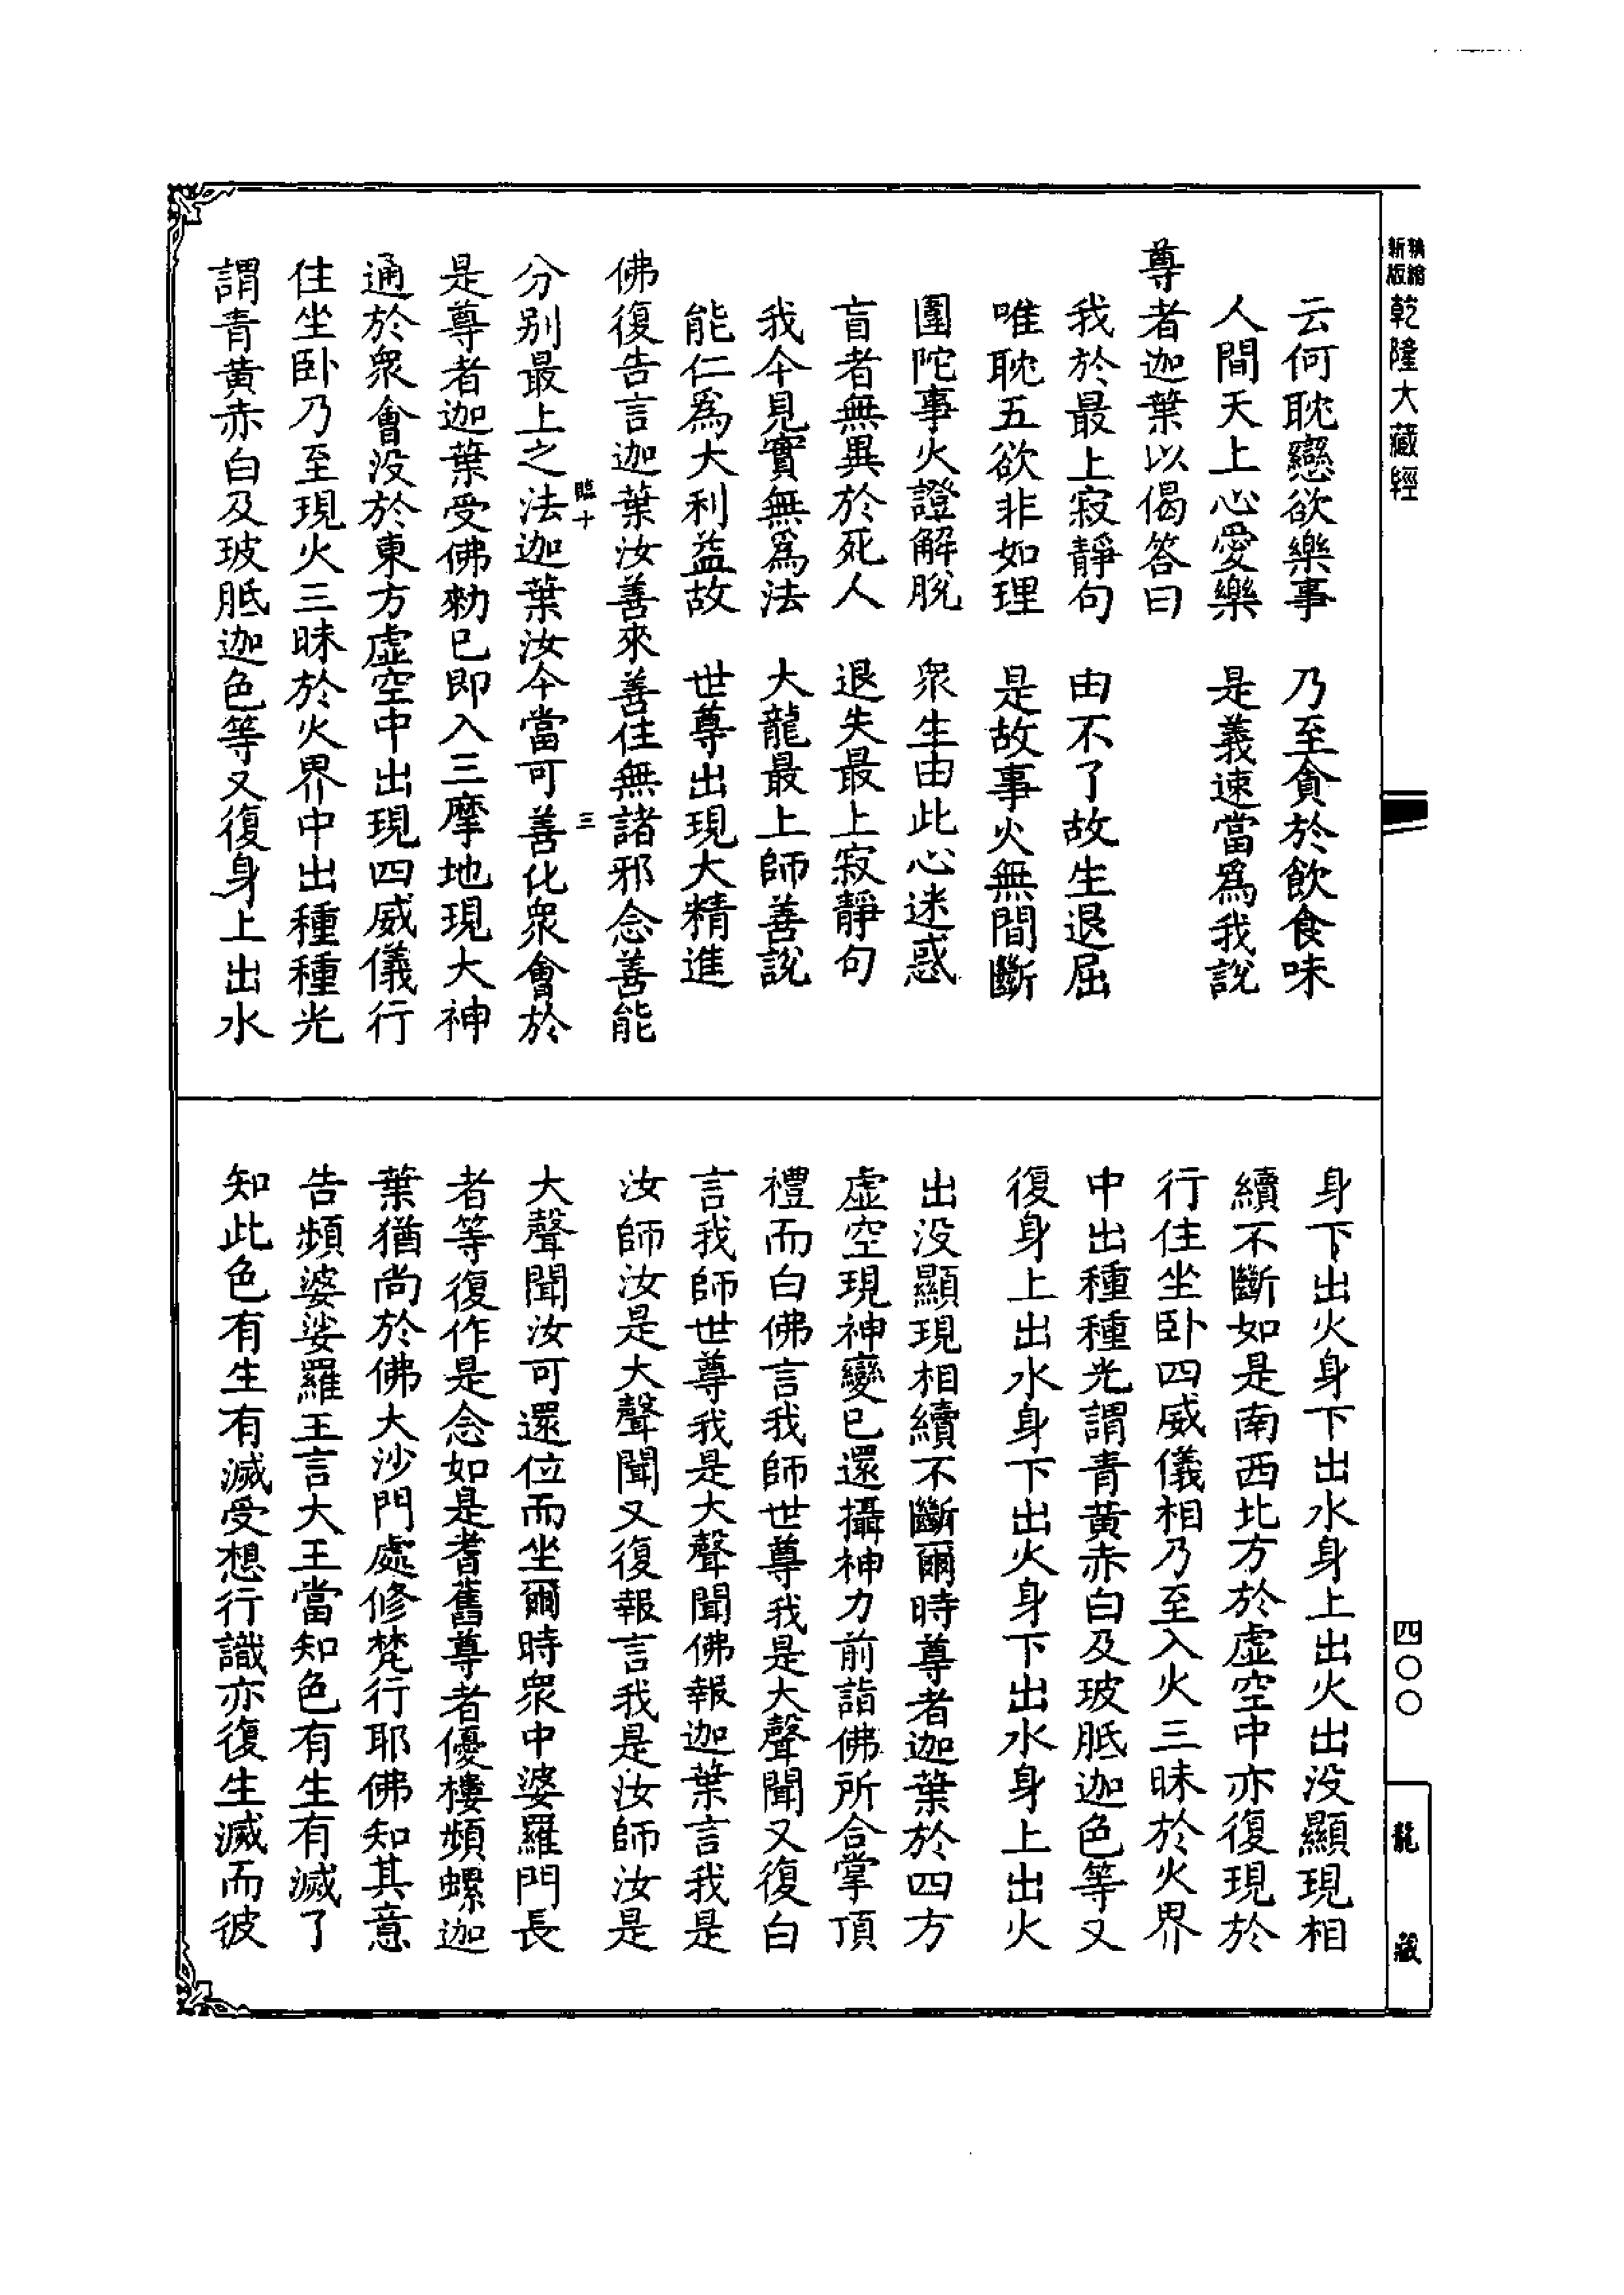 精縮
新版
乾隆大藏經
云何耽戀欲樂事　乃至貪於飲食味
人間天上心愛樂　是義速當爲我說
尊者迦葉以偈答曰
我於最上寂靜句　由不了故生退屈
唯耽五欲非如理　是故事火無間斷
圍陀事火證解脫　衆生由此心迷惑
盲者無異於死人　退失最上寂靜句
我今見實無爲法　大龍最上師善說
能仁爲大利益故　世尊出現大精進
佛復告言迦葉汝善來善住無諸邪念善能
臨十　三
分別最上之法迦葉汝今當可善化衆會於
是尊者迦葉受佛勑已即入三摩地現大神
通於衆會没於東方虛空中出現四威儀行
住坐卧乃至現火三昧於火界中出種種光
謂青黃赤白及玻胝迦色等又復身上出水
身下出火身下出水身上出火出没顯現相
續不斷如是南西北方於虛空中亦復現於
行住坐卧四威儀相乃至入火三昧於火界
中出種種光謂青黃赤白及玻胝迦色等又
復身上出水身下出火身下出水身上出火
出没顯現相續不斷爾時尊者迦葉於四方
虛空現神變已還攝神力前詣佛所合掌頂
禮而白佛言我師世尊我是大聲聞又復白
言我師世尊我是大聲聞佛報迦葉言我是
汝師汝是大聲聞又復報言我是汝師汝是
大聲聞汝可還位而坐爾時衆中婆羅門長
者等復作是念如是耆舊尊者優樓頻螺迦
葉猶尚於佛大沙門處修梵行耶佛知其意
告頻婆娑羅王言大王當知色有生有滅了
知此色有生有滅受想行識亦復生滅而彼
四〇〇
龍藏